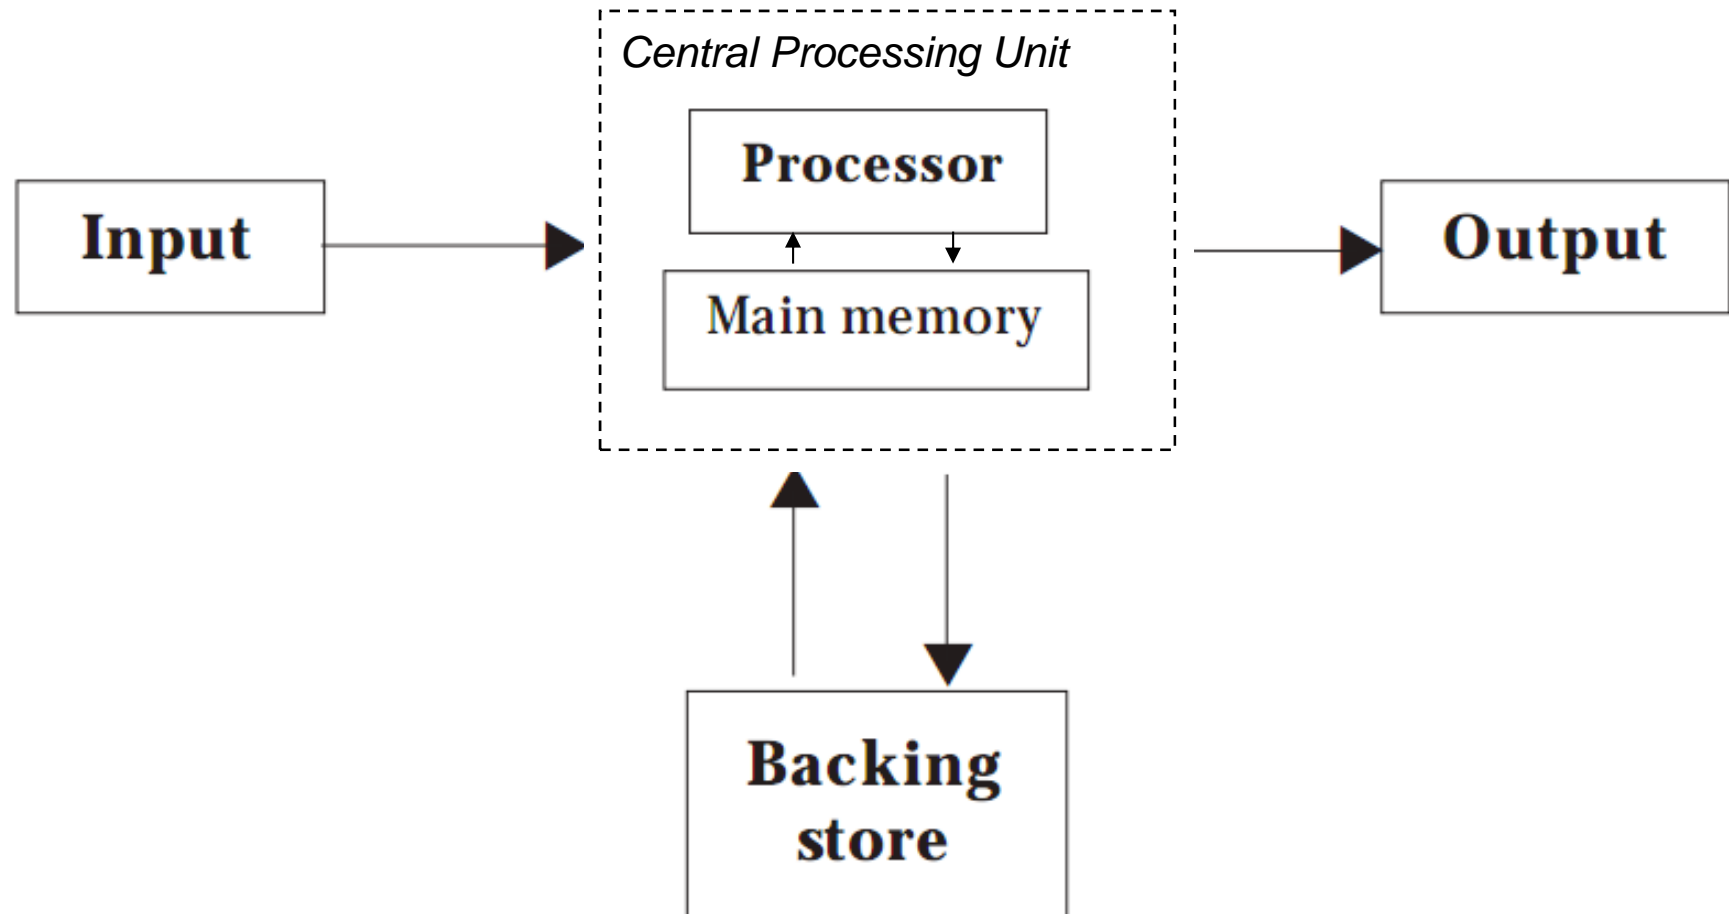 Central Processing Unit
Processor
Input
Output
Main memory
Backing
store